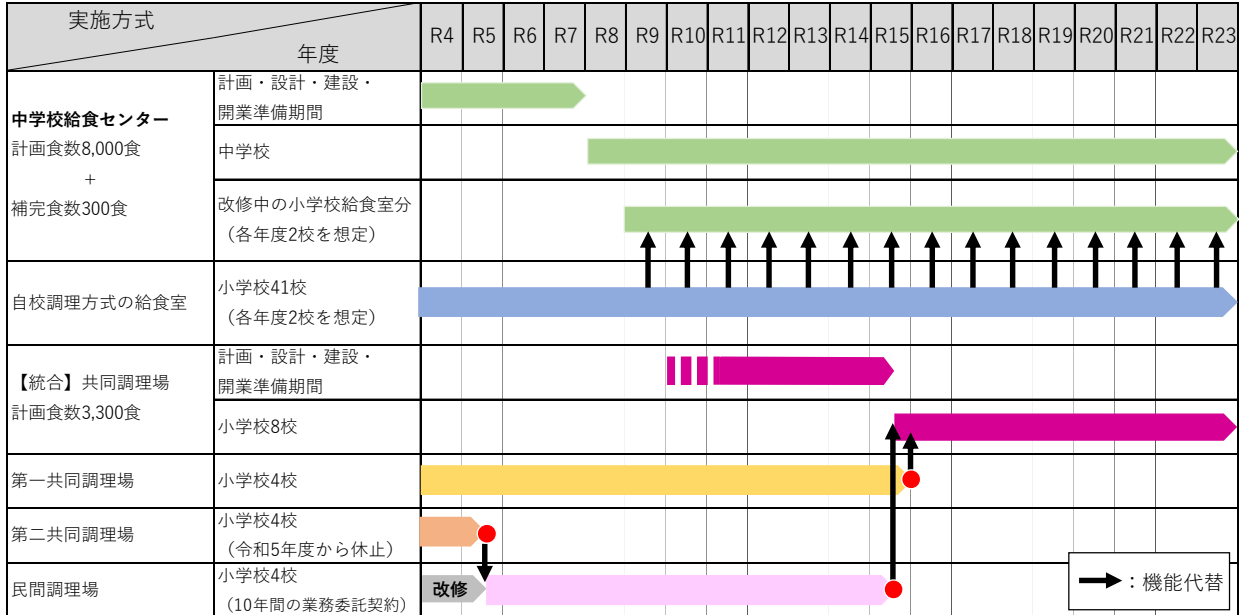 実施方式
年度
R4 R5 R6 R7 R8 R9 R10 R11 R12 R13 R14 R15 R16 R17 R18 R19 R20 R21 R22 R23
中学校給食センター
計画食数8,000食
+
補完食数300食
計画・設計・建設・
開業準備期間
中学校
改修中の小学校給食室分
（各年度2校を想定）
自校調理方式の給食室
小学校41校
（各年度2校を想定）
【統合】共同調理場
計画食数3,300食
計画・設計・建設・
開業準備期間
小学校8校
第一共同調理場
小学校4校
第二共同調理場
小学校4校
（令和5年度から休止）
民間調理場
小学校4校
（10年間の業務委託契約）
改修
：機能代替